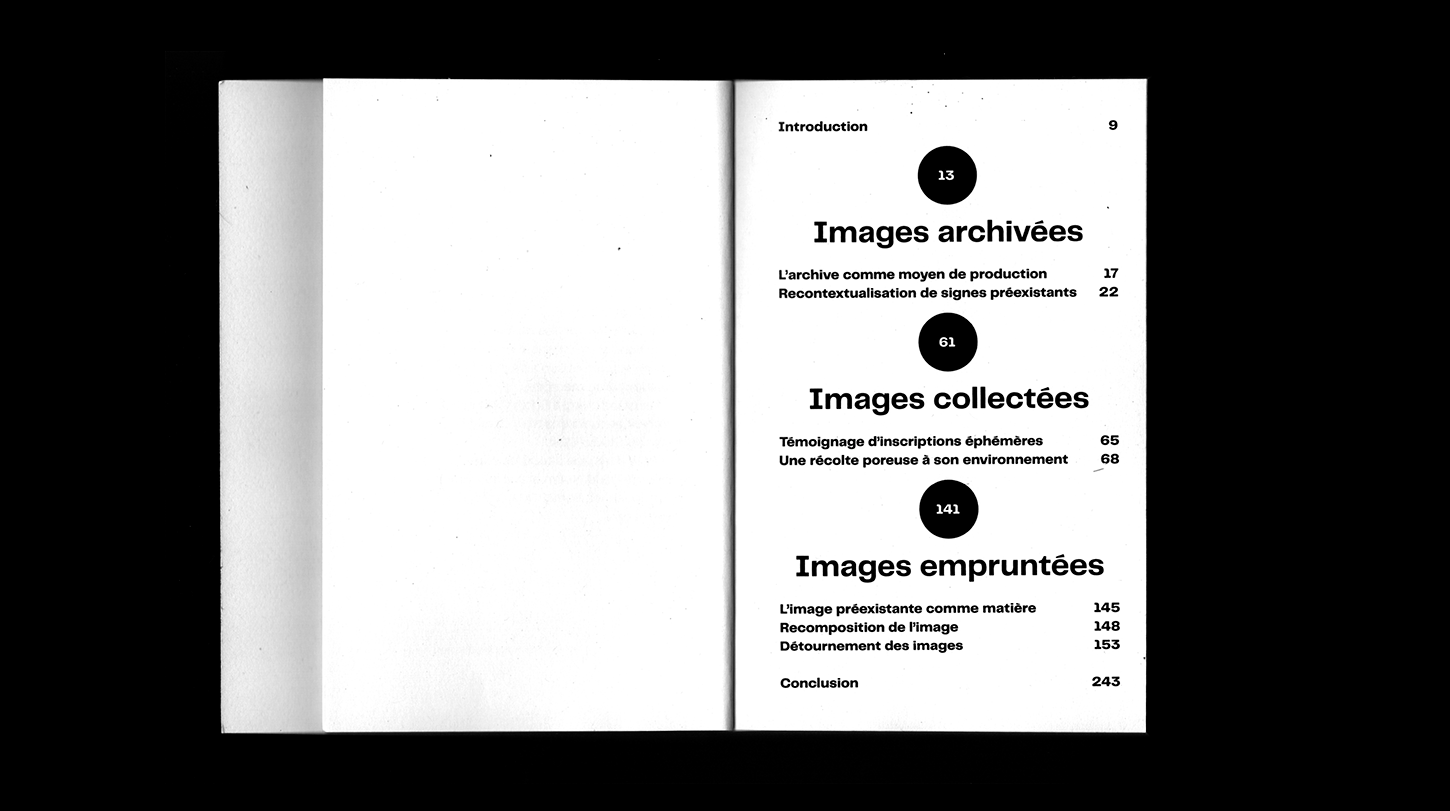 Introduction 9
13
Images archivées
L'archive comme moyen de production 17
Recontextualisation de signes préexistants 22
61
Images collectées
Témoignage d'inscriptions éphémères 65
Une récolte poreuse à son environnement 68
141
Images empruntées
L'image préexistante comme matière 145
Recomposition de l'image 148
Détournement des images 153
Conclusion 243